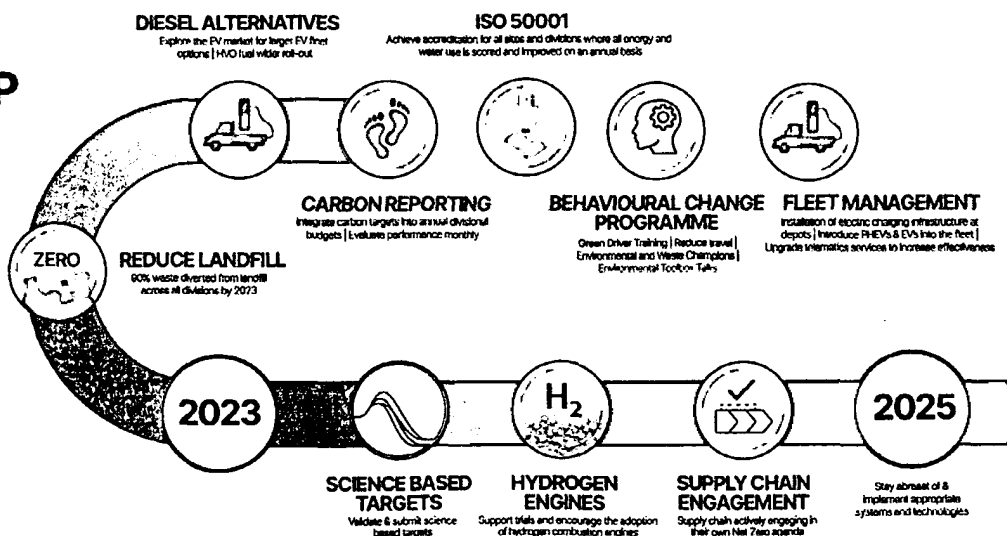 P
DIESEL ALTERNATIVES
Explore the EV market for larger EV fleet
options | HVO fuel wider roll-out
ISO 50001
Achieve accreditation for all sites and divisions where all energy and
water use is scored and improved on an annual basis
CARBON REPORTING
Integrate carbon targets into annual divisional
budgets | Evaluate performance monthly
BEHAVIOURAL CHANGE
PROGRAMME
Green Driver Training | Reduce travel |
Environmental and Waste Champions |
Environmental Toolbox Talks
FLEET MANAGEMENT
Installation of electric charging infrastructure at
depots | Introduce PHEVs & EVs into the fleet |
Upgrade telematics services to increase effectiveness
ZERO
REDUCE LANDFILL
90% waste diverted from landfill
across all divisions by 2023
2023
H2
2025
SCIENCE BASED
TARGETS
Validate & submit science
based targets
HYDROGEN
ENGINES
Support trials and encourage the adoption
of hydrogen combustion engines
SUPPLY CHAIN
ENGAGEMENT
Supply chain actively engaging in
their own Net Zero agenda
Stay abreast of &
implement appropriate
systems and technologies